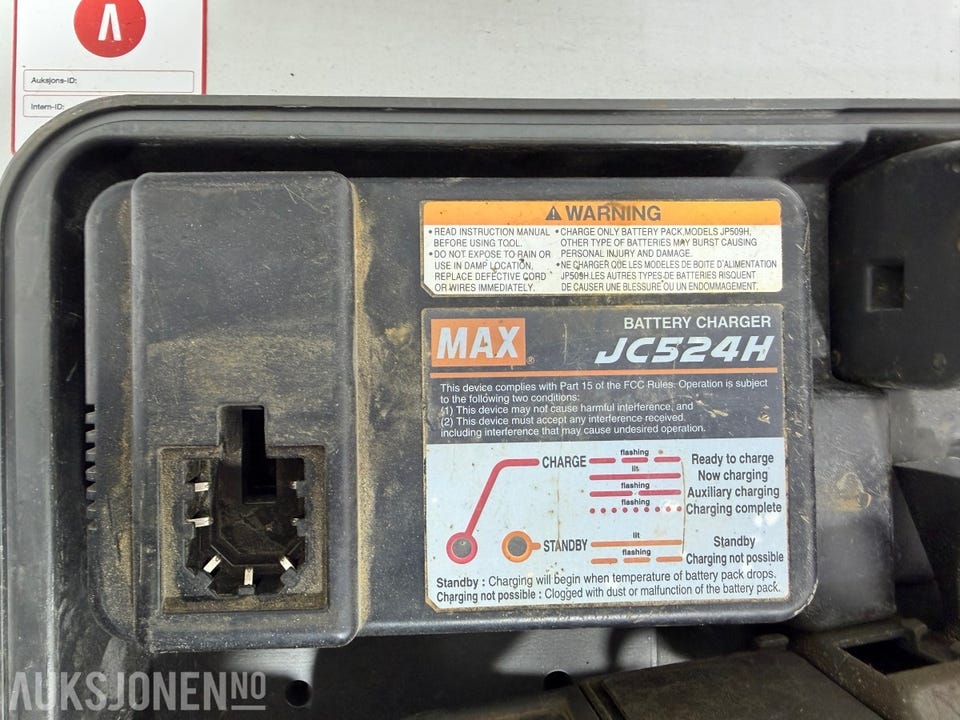 Auksjons-ID:
Intern-ID:
⚠ WARNING
• READ INSTRUCTION MANUAL
BEFORE USING TOOL.
• DO NOT EXPOSE TO RAIN OR
USE IN DAMP LOCATION,
REPLACE DEFECTIVE CORD
OR WIRES IMMEDIATELY.
• CHARGE ONLY BATTERY PACK.MODELS JP509H,
OTHER TYPE OF BATTERIES MAY BURST CAUSING
PERSONAL INJURY AND DAMAGE.
• NE CHARGER QUE LES MODELES DE BOITE D'ALIMENTATION
JP509H.LES AUTRES TYPES DE BATTERIES RISQUENT
DE CAUSER UNE BLESSURE OU UN ENDOMMAGEMENT.
MAX®
BATTERY CHARGER
JC524H
This device complies with Part 15 of the FCC Rules. Operation is subject
to the following two conditions:
(1) This device may not cause harmful interference, and
(2) This device must accept any interference received.
including interference that may cause undesired operation.
CHARGE flashing Ready to charge
lit Now charging
flashing Auxiliary charging
flashing Charging complete
STANDBY lit Standby
flashing Charging not possible
Standby : Charging will begin when temperature of battery pack drops.
Charging not possible : Clogged with dust or malfunction of the battery pack.
AUKSJONEN.NO